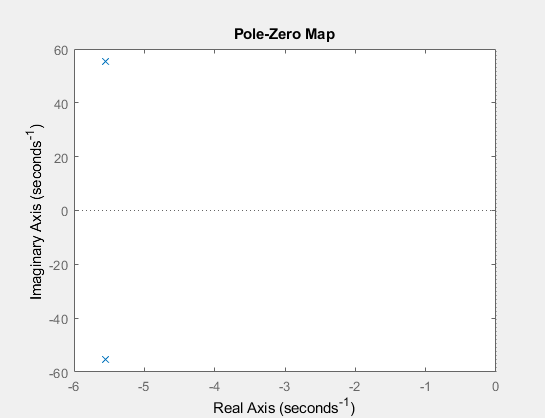 Pole-Zero Map
60
40
20
0
-20
-40
-60
-6 -5 -4 -3 -2 -1 0
Imaginary Axis (seconds⁻¹)
Real Axis (seconds⁻¹)